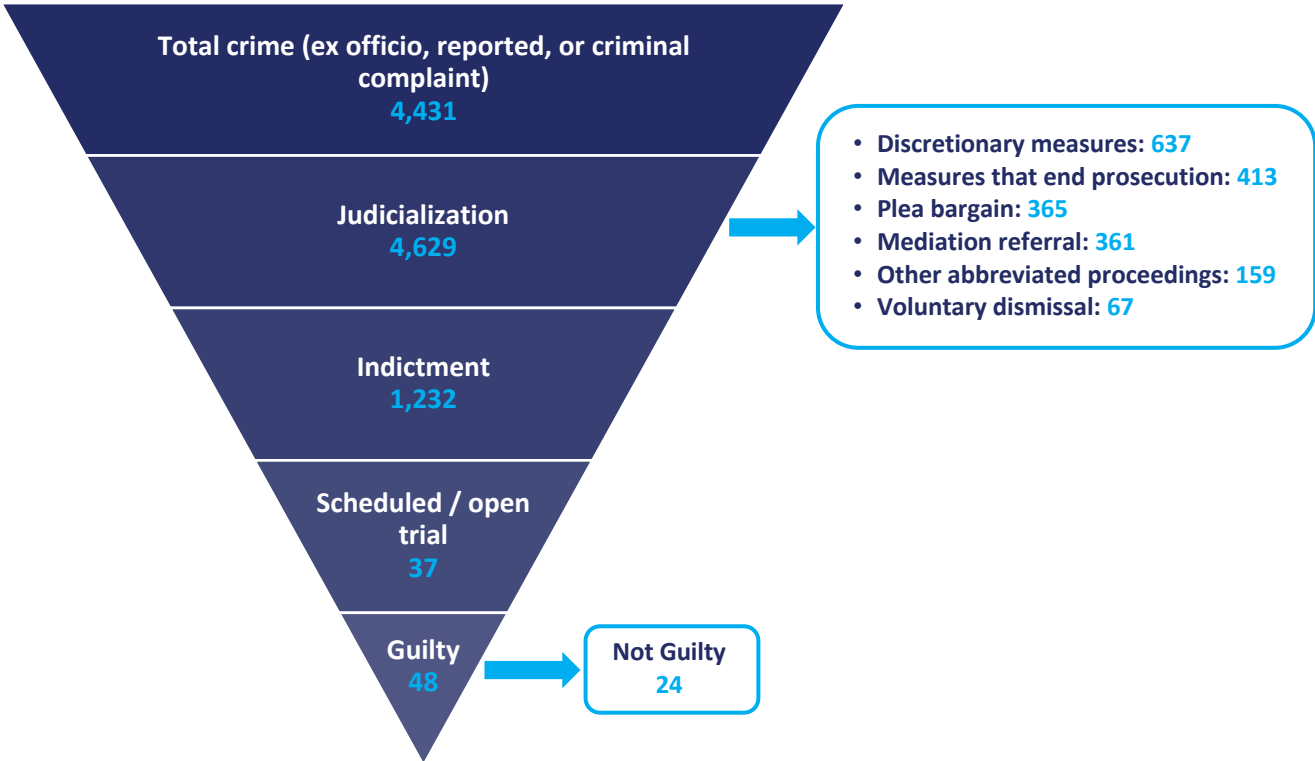 Total crime (ex officio, reported, or criminal
complaint)
4,431
Judicialization
4,629
• Discretionary measures: 637
• Measures that end prosecution: 413
• Plea bargain: 365
• Mediation referral: 361
• Other abbreviated proceedings: 159
• Voluntary dismissal: 67
Indictment
1,232
Scheduled / open
trial
37
Guilty
48
Not Guilty
24